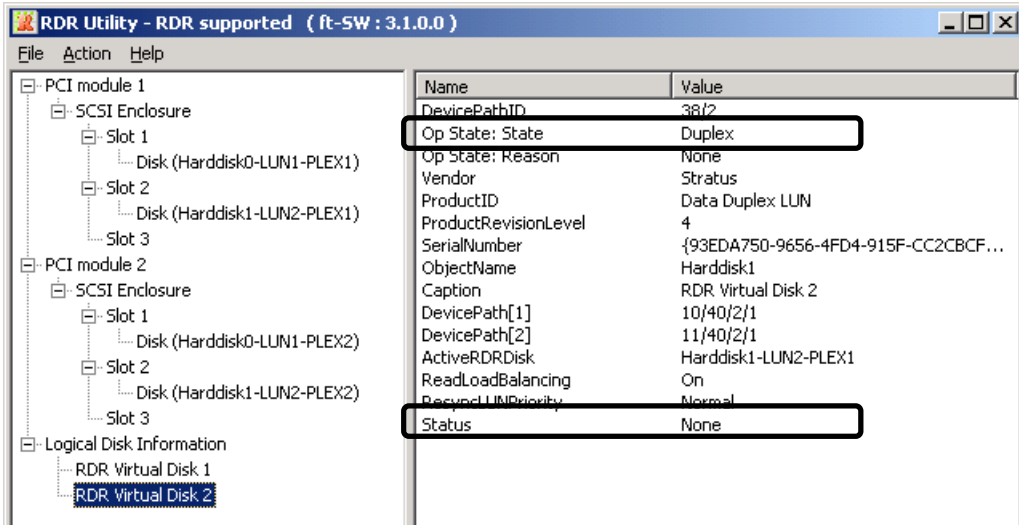 RDR Utility - RDR supported ( ft-SW : 3.1.0.0 )
File Action Help
PCI module 1
SCSI Enclosure
Slot 1
Disk (Harddisk0-LUN1-PLEX1)
Slot 2
Disk (Harddisk1-LUN2-PLEX1)
Slot 3
PCI module 2
SCSI Enclosure
Slot 1
Disk (Harddisk0-LUN1-PLEX2)
Slot 2
Disk (Harddisk1-LUN2-PLEX2)
Slot 3
Logical Disk Information
RDR Virtual Disk 1
RDR Virtual Disk 2
Name Value
DevicePathID 38/2
Op State: State Duplex
Op State: Reason None
Vendor Stratus
ProductID Data Duplex LUN
ProductRevisionLevel 4
SerialNumber {93EDA750-9656-4FD4-915F-CC2CBCF...
ObjectName Harddisk1
Caption RDR Virtual Disk 2
DevicePath[1] 10/40/2/1
DevicePath[2] 11/40/2/1
ActiveRDRDisk Harddisk1-LUN2-PLEX1
ReadLoadBalancing On
ResyncLUNPriority Normal
Status None